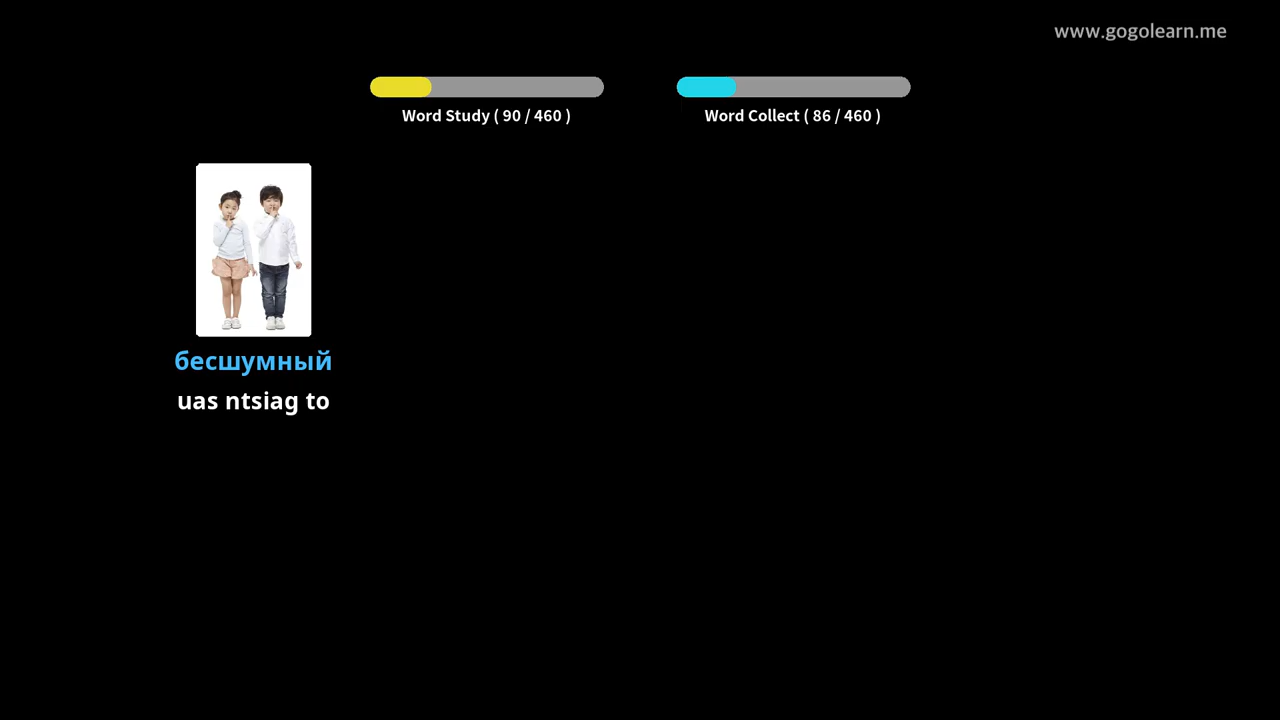 www.gogolearn.me
Word Study ( 90 / 460 )
Word Collect ( 86 / 460 )
бесшумный
uas ntsiag to